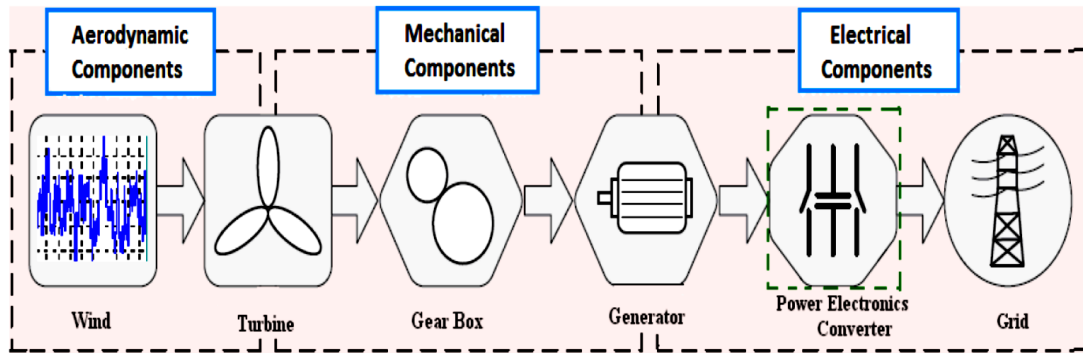 Aerodynamic
Components
Mechanical
Components
Electrical
Components
Wind
Turbine
Gear Box
Generator
Power Electronics
Converter
Grid